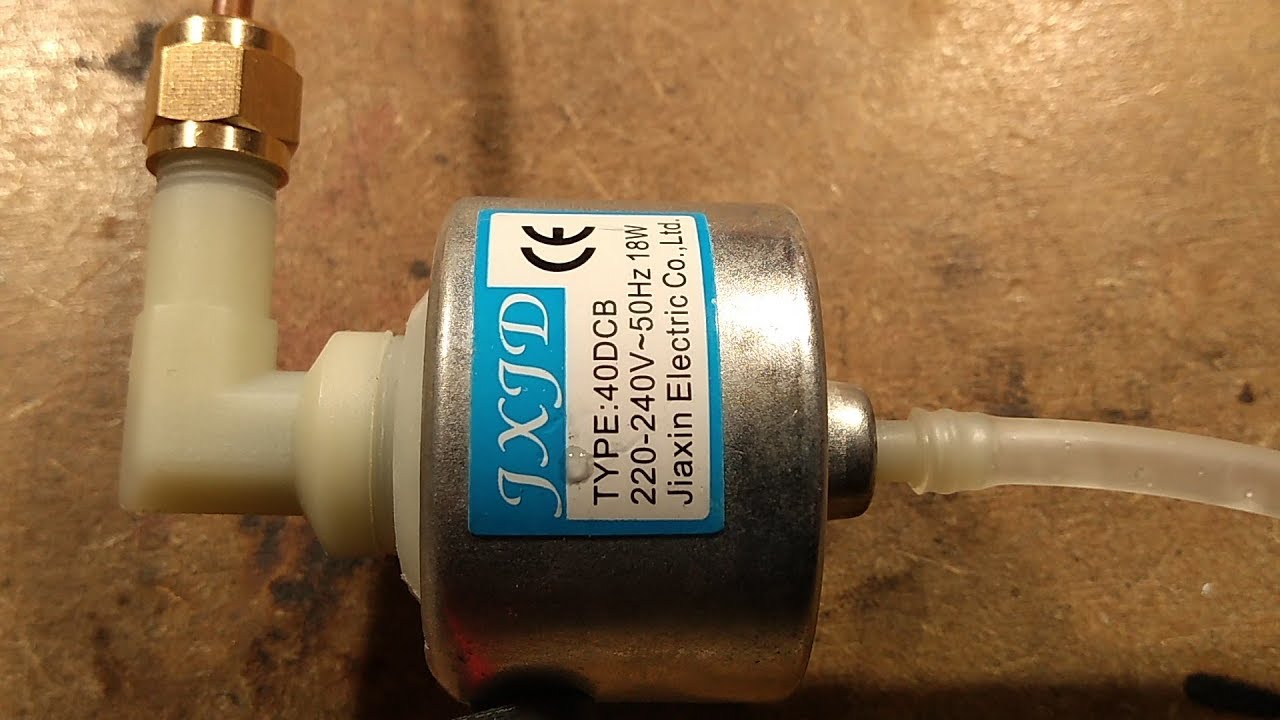 JXJD
CE
TYPE:40DCB
220-240V~50Hz 18W
Jiaxin Electric Co.,Ltd.